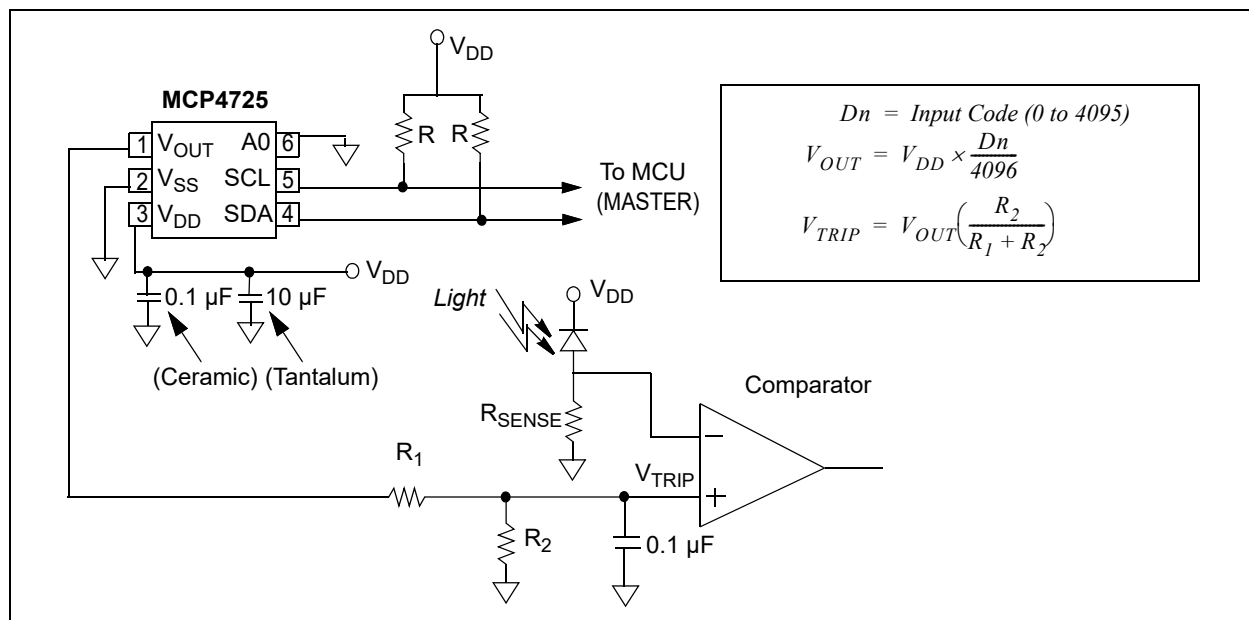 V_DD
MCP4725
1 V_OUT A0 6
2 V_SS SCL 5
3 V_DD SDA 4
R R
To MCU
(MASTER)
Dn = Input Code (0 to 4095)
V_OUT = V_DD × Dn/4096
V_TRIP = V_OUT(R_2/(R_1 + R_2))
V_DD
0.1 µF 10 µF
(Ceramic) (Tantalum)
Light
V_DD
R_SENSE
Comparator
−
+
V_TRIP
R_1
R_2
0.1 µF